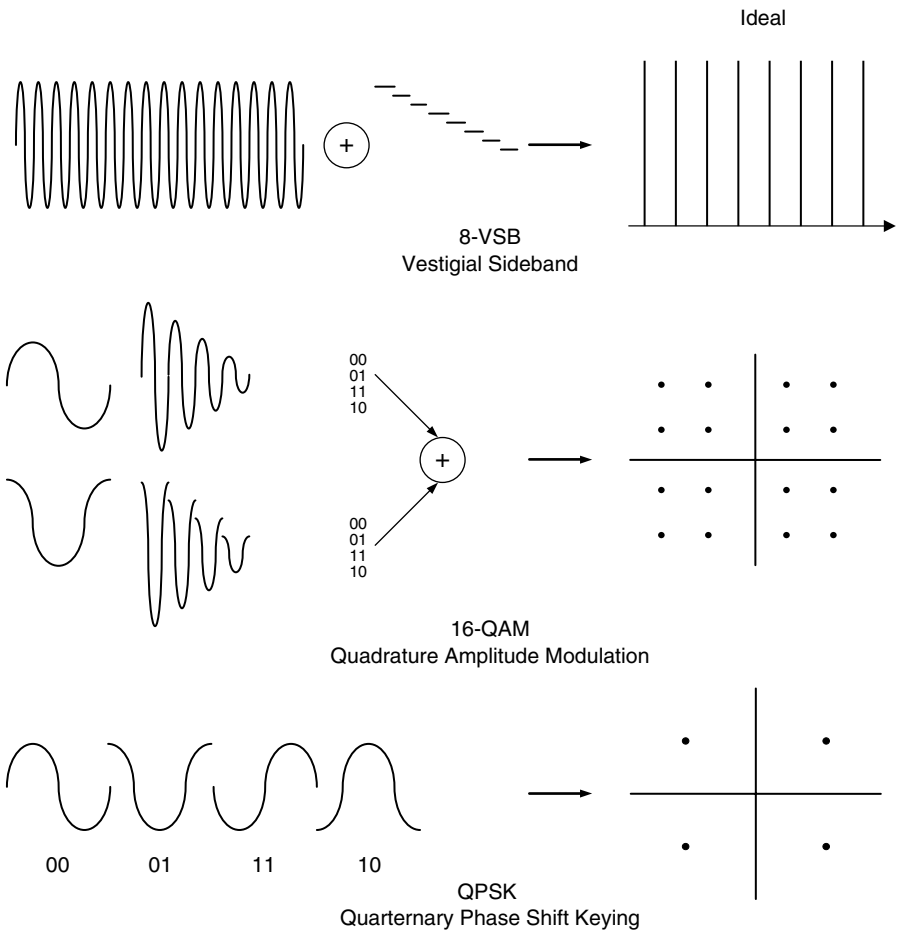 Ideal
+
8-VSB
Vestigial Sideband
00
01
11
10
+
00
01
11
10
16-QAM
Quadrature Amplitude Modulation
00 01 11 10
QPSK
Quarternary Phase Shift Keying